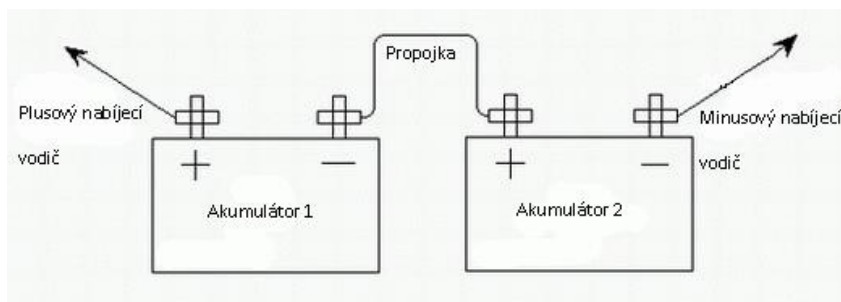 Propojka
Plusový nabíjecí
vodič
Minusový nabíjecí
vodič
+ −
+ −
Akumulátor 1
Akumulátor 2